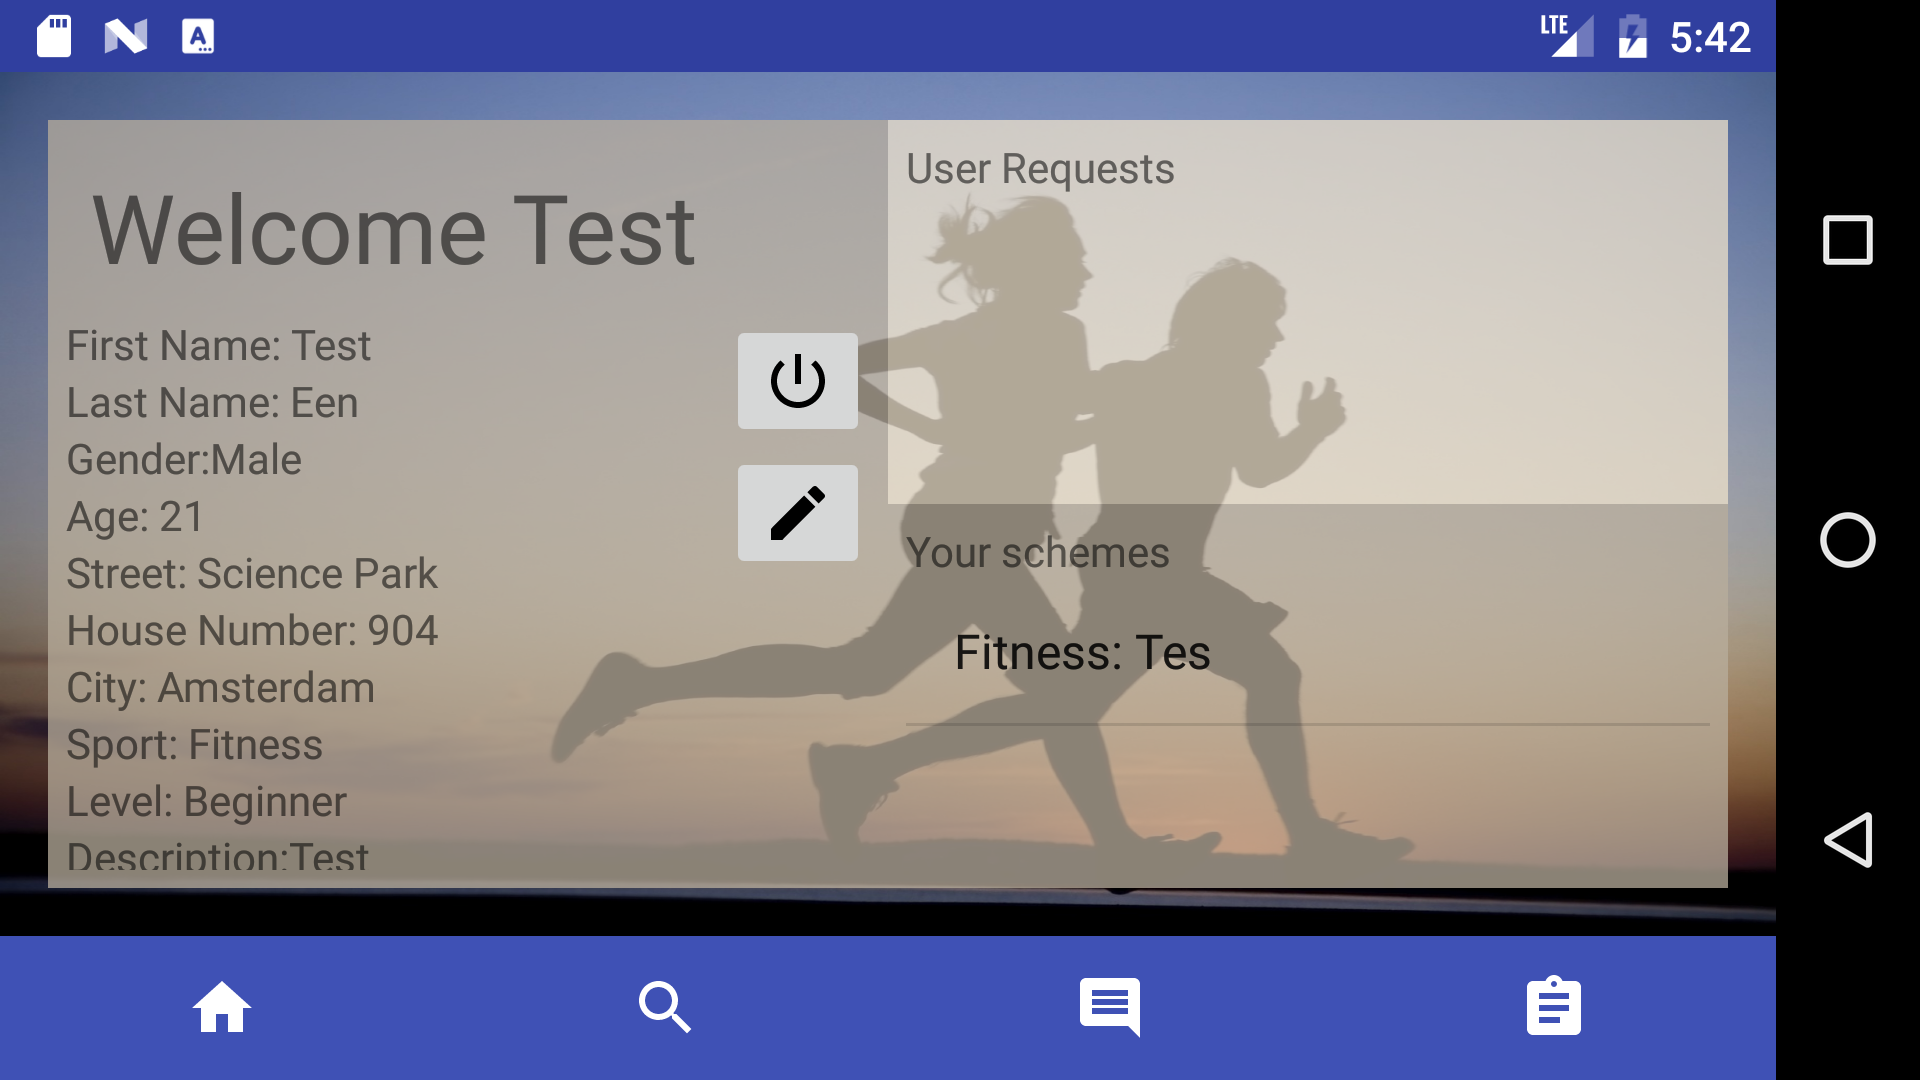 LTE 5:42
Welcome Test
First Name: Test
Last Name: Een
Gender:Male
Age: 21
Street: Science Park
House Number: 904
City: Amsterdam
Sport: Fitness
Level: Beginner
Description:Test
User Requests
Your schemes
Fitness: Tes